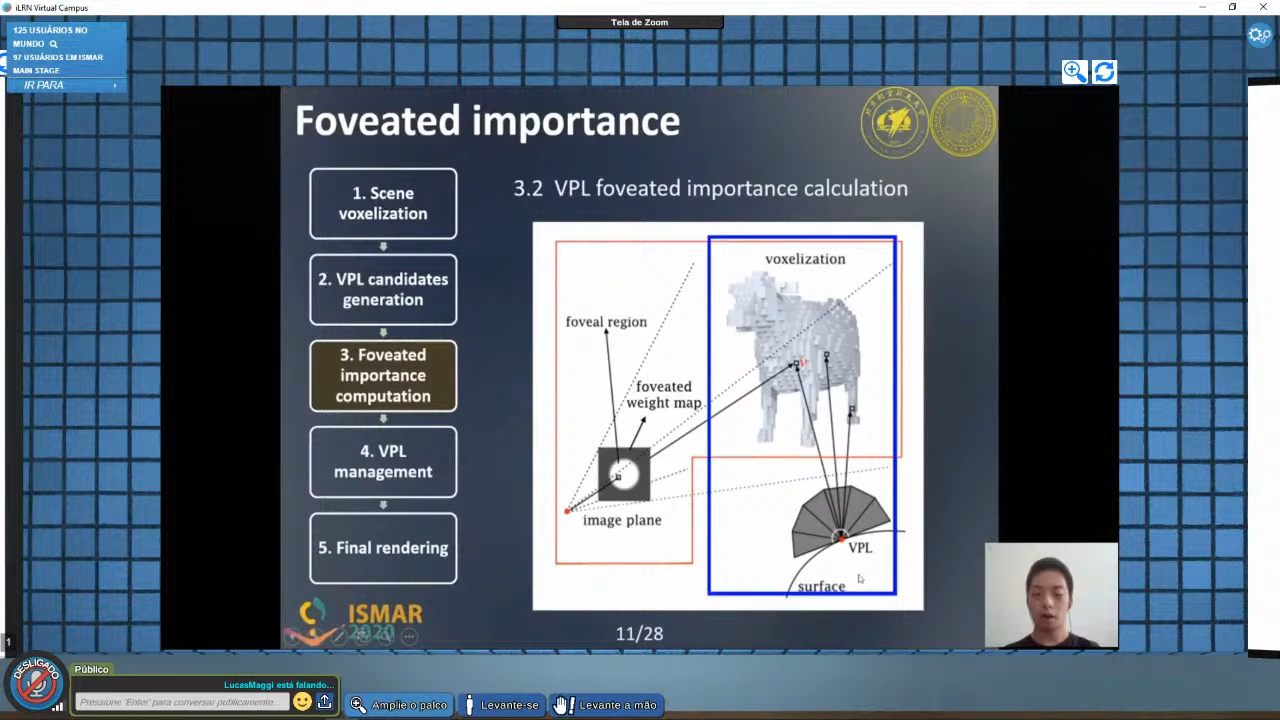 iLRN Virtual Campus
Tela de Zoom
125 USUÁRIOS NO
MUNDO
97 USUÁRIOS EM ISMAR
MAIN STAGE
IR PARA
Foveated importance
1. Scene
voxelization
2. VPL candidates
generation
3. Foveated
importance
computation
4. VPL
management
5. Final rendering
3.2 VPL foveated importance calculation
voxelization
foveal region
foveated
weight map
v
image plane
VPL
surface
ISMAR
2020
11/28
1
DESLIGADO
Público
LucasMaggi está falando...
Pressione 'Enter' para conversar publicamente...
Amplie o palco
Levante-se
Levante a mão